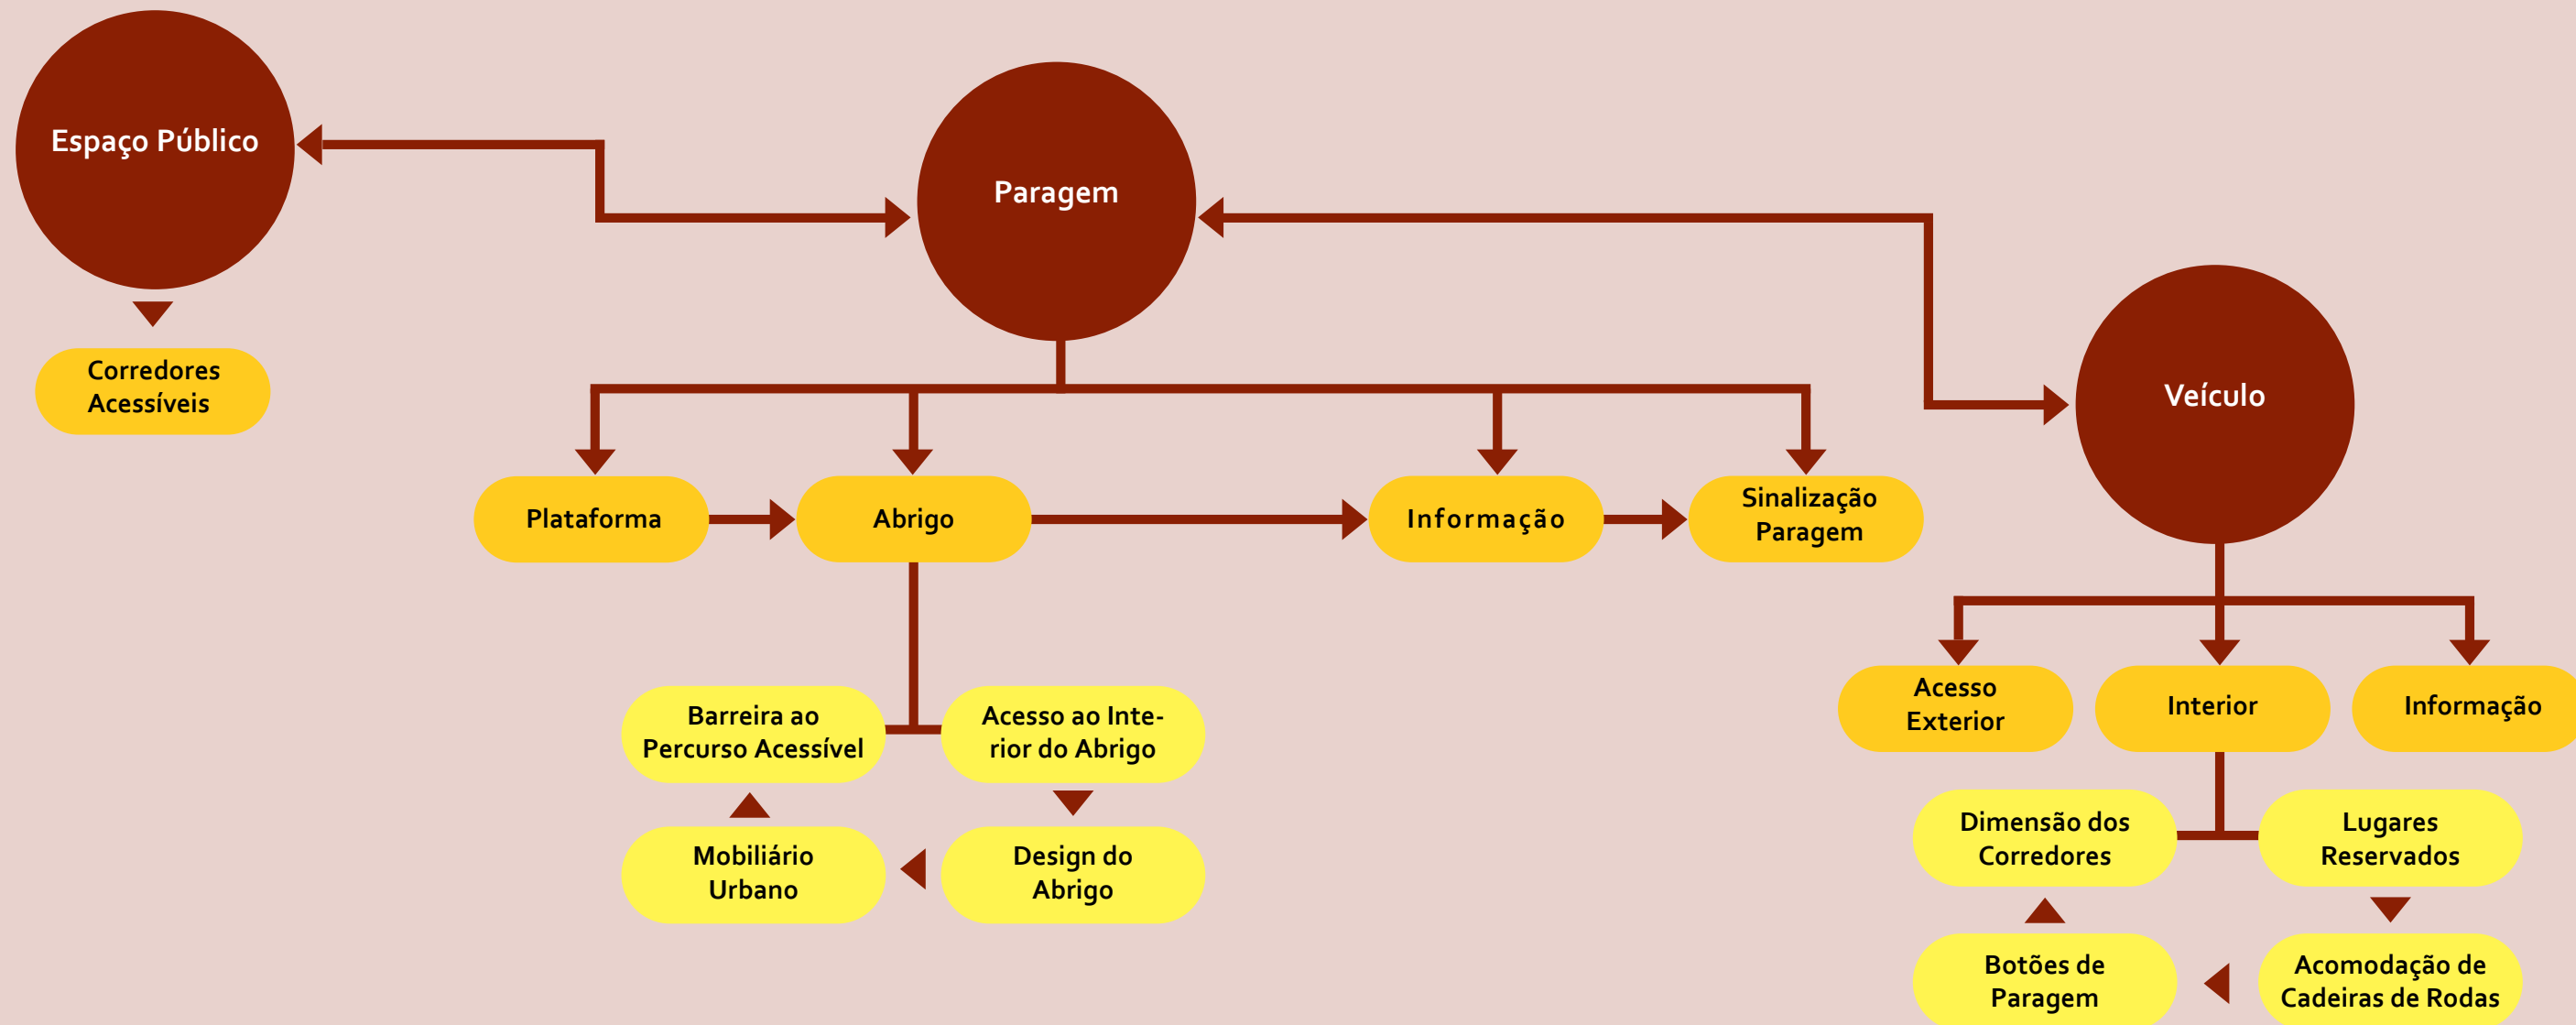 Espaço Público
Paragem
Veículo
Corredores
Acessíveis
Plataforma
Abrigo
Informação
Sinalização
Paragem
Acesso
Exterior
Interior
Informação
Barreira ao
Percurso Acessível
Acesso ao Inte-
rior do Abrigo
Mobiliário
Urbano
Design do
Abrigo
Dimensão dos
Corredores
Lugares
Reservados
Botões de
Paragem
Acomodação de
Cadeiras de Rodas